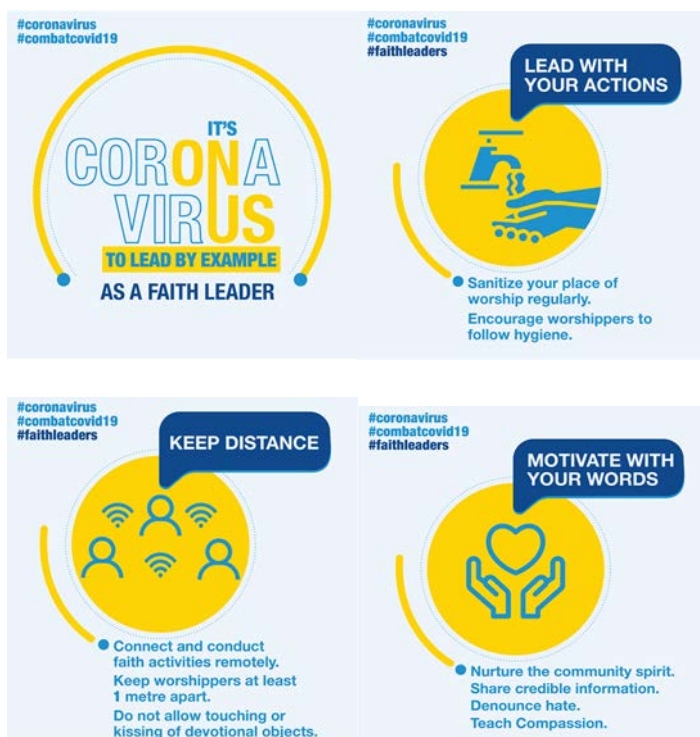 #coronavirus
#combatcovid19
IT'S
CORONA
VIRUS
TO LEAD BY EXAMPLE
AS A FAITH LEADER
#coronavirus
#combatcovid19
#faithleaders
LEAD WITH
YOUR ACTIONS
Sanitize your place of
worship regularly.
Encourage worshippers to
follow hygiene.
#coronavirus
#combatcovid19
#faithleaders
KEEP DISTANCE
Connect and conduct
faith activities remotely.
Keep worshippers at least
1 metre apart.
Do not allow touching or
kissing of devotional objects.
#coronavirus
#combatcovid19
#faithleaders
MOTIVATE WITH
YOUR WORDS
Nurture the community spirit.
Share credible information.
Denounce hate.
Teach Compassion.